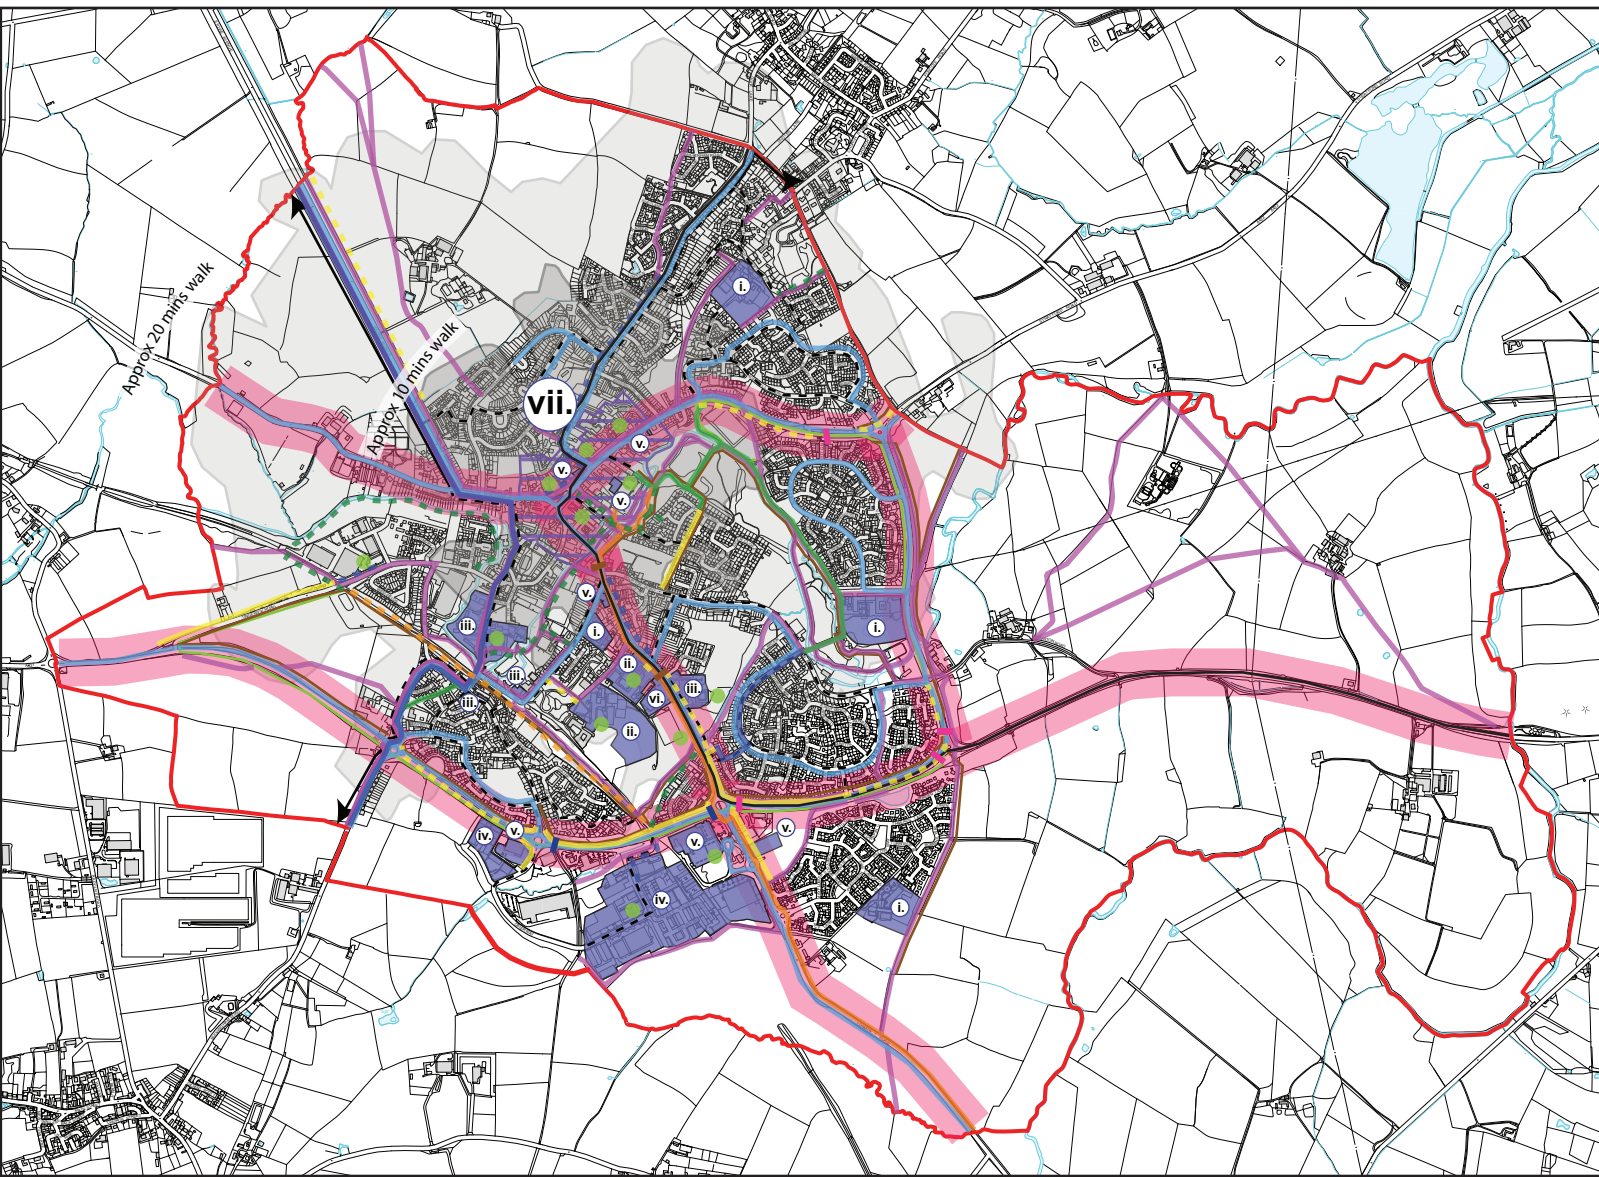 i.
Approx 20 mins walk
Approx 10 mins walk
vii.
v.
v.
v.
v.
iii.
i.
i.
ii.
iii.
iii.
vi.
iii.
ii.
iv.
v.
v.
v.
iv.
i.